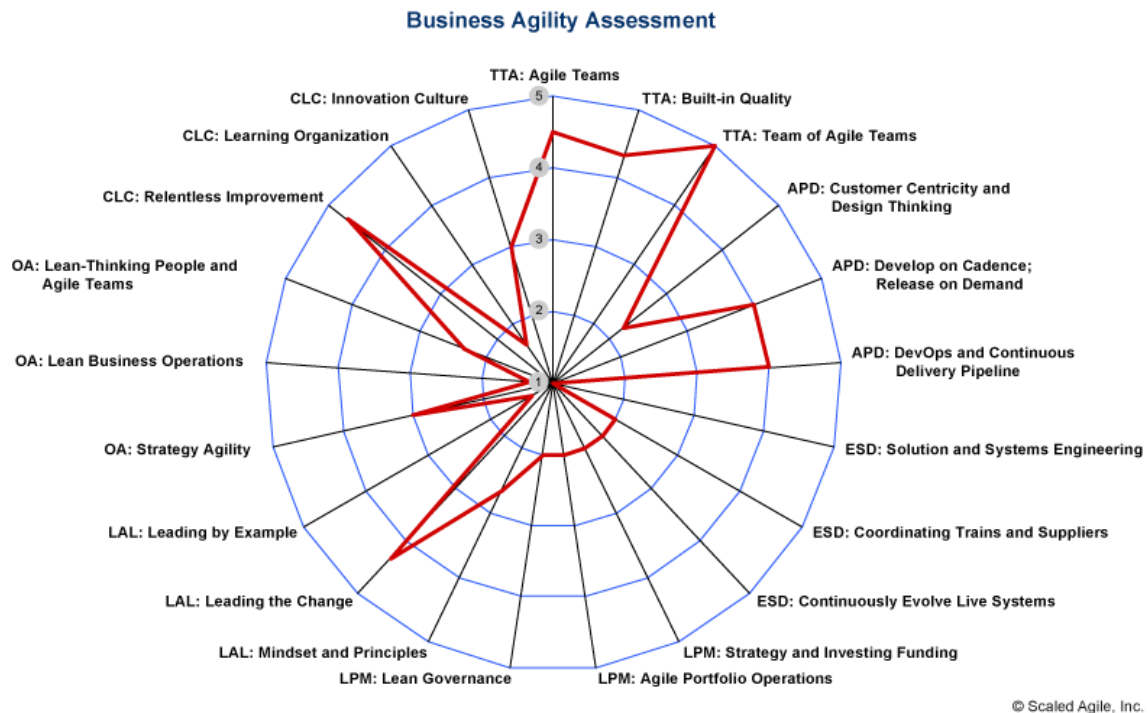 Business Agility Assessment
TTA: Agile Teams
CLC: Innovation Culture
TTA: Built-in Quality
CLC: Learning Organization
TTA: Team of Agile Teams
CLC: Relentless Improvement
APD: Customer Centricity and
Design Thinking
OA: Lean-Thinking People and
Agile Teams
APD: Develop on Cadence;
Release on Demand
OA: Lean Business Operations
APD: DevOps and Continuous
Delivery Pipeline
OA: Strategy Agility
ESD: Solution and Systems Engineering
LAL: Leading by Example
ESD: Coordinating Trains and Suppliers
LAL: Leading the Change
ESD: Continuously Evolve Live Systems
LAL: Mindset and Principles
LPM: Strategy and Investing Funding
LPM: Lean Governance
LPM: Agile Portfolio Operations
5
4
3
2
1
© Scaled Agile, Inc.